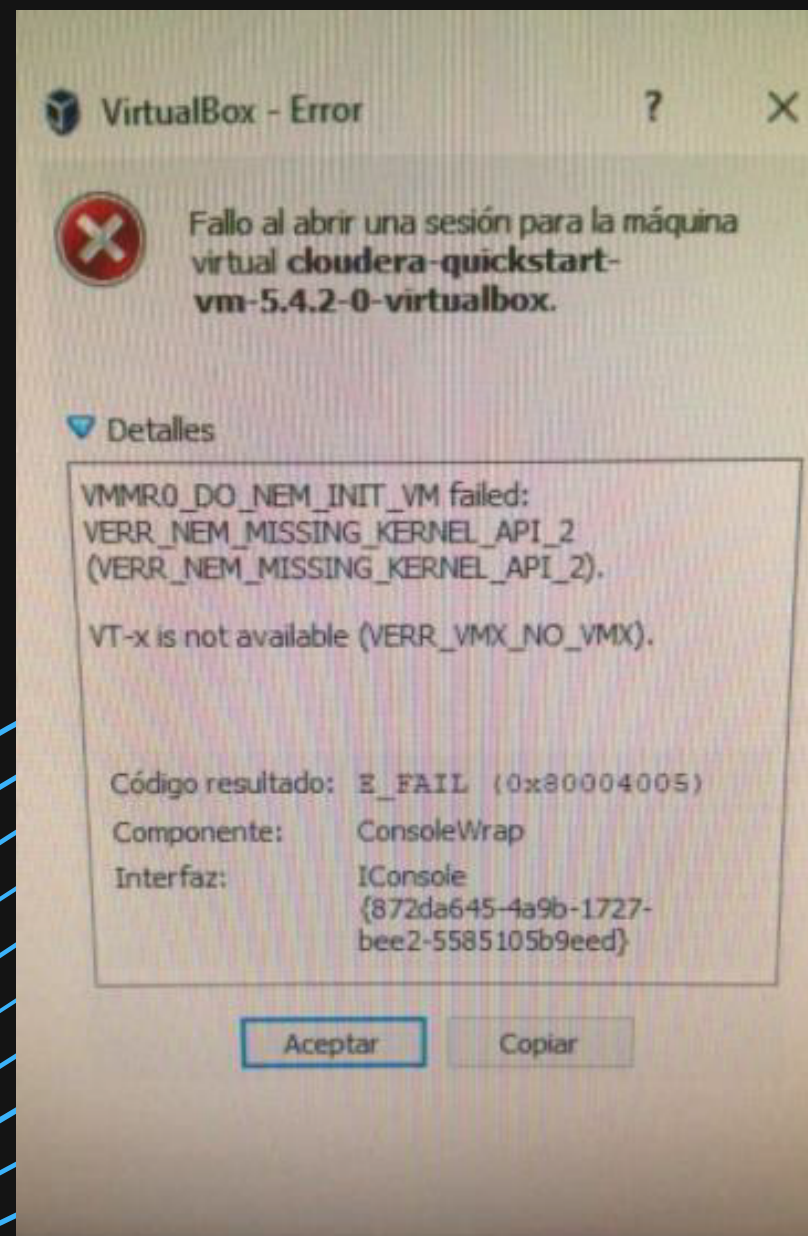 VirtualBox - Error
? X
Fallo al abrir una sesión para la máquina
virtual cloudera-quickstart-
vm-5.4.2-0-virtualbox.
Detalles
VMMR0_DO_NEM_INIT_VM failed:
VERR_NEM_MISSING_KERNEL_API_2
(VERR_NEM_MISSING_KERNEL_API_2).
VT-x is not available (VERR_VMX_NO_VMX).
Código resultado: E_FAIL (0x80004005)
Componente: ConsoleWrap
Interfaz: IConsole
{872da645-4a9b-1727-
bee2-5585105b9eed}
Aceptar Copiar